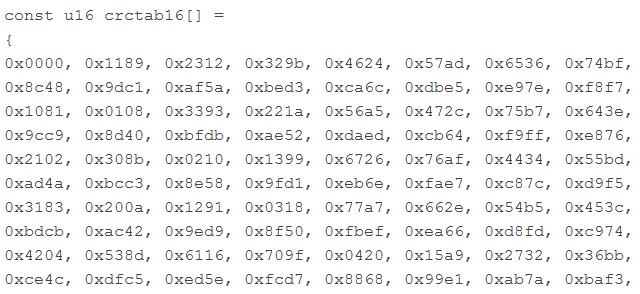 const u16 crctab16[] =
{
0x0000, 0x1189, 0x2312, 0x329b, 0x4624, 0x57ad, 0x6536, 0x74bf,
0x8c48, 0x9dc1, 0xaf5a, 0xbed3, 0xca6c, 0xdbe5, 0xe97e, 0xf8f7,
0x1081, 0x0108, 0x3393, 0x221a, 0x56a5, 0x472c, 0x75b7, 0x643e,
0x9cc9, 0x8d40, 0xbfdb, 0xae52, 0xdaed, 0xcb64, 0xf9ff, 0xe876,
0x2102, 0x308b, 0x0210, 0x1399, 0x6726, 0x76af, 0x4434, 0x55bd,
0xad4a, 0xbcc3, 0x8e58, 0x9fd1, 0xeb6e, 0xfae7, 0xc87c, 0xd9f5,
0x3183, 0x200a, 0x1291, 0x0318, 0x77a7, 0x662e, 0x54b5, 0x453c,
0xbdcb, 0xac42, 0x9ed9, 0x8f50, 0xfbef, 0xea66, 0xd8fd, 0xc974,
0x4204, 0x538d, 0x6116, 0x709f, 0x0420, 0x15a9, 0x2732, 0x36bb,
0xce4c, 0xdfc5, 0xed5e, 0xfcd7, 0x8868, 0x99e1, 0xab7a, 0xbaf3,